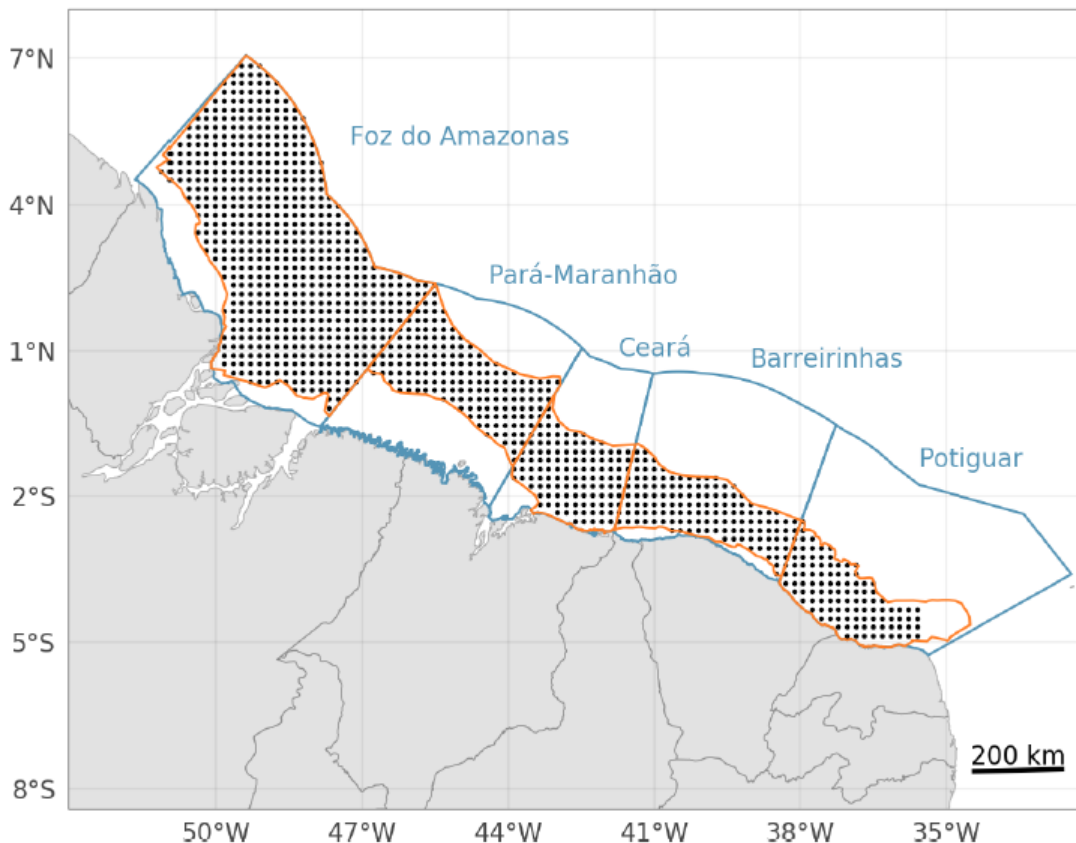 7°N
Foz do Amazonas
4°N
Pará-Maranhão
1°N
Ceará
Barreirinhas
Potiguar
2°S
5°S
200 km
8°S
50°W 47°W 44°W 41°W 38°W 35°W